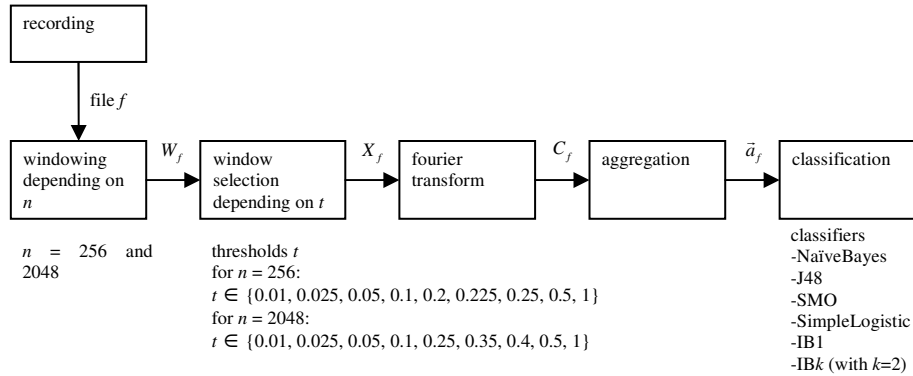 recording
file f
windowing
depending on
n
W_f
window
selection
depending on t
X_f
fourier
transform
C_f
aggregation
\vec{a}_f
classification
n = 256 and
2048
thresholds t
for n = 256:
t ∈ {0.01, 0.025, 0.05, 0.1, 0.2, 0.225, 0.25, 0.5, 1}
for n = 2048:
t ∈ {0.01, 0.025, 0.05, 0.1, 0.25, 0.35, 0.4, 0.5, 1}
classifiers
-NaïveBayes
-J48
-SMO
-SimpleLogistic
-IB1
-IBk (with k=2)